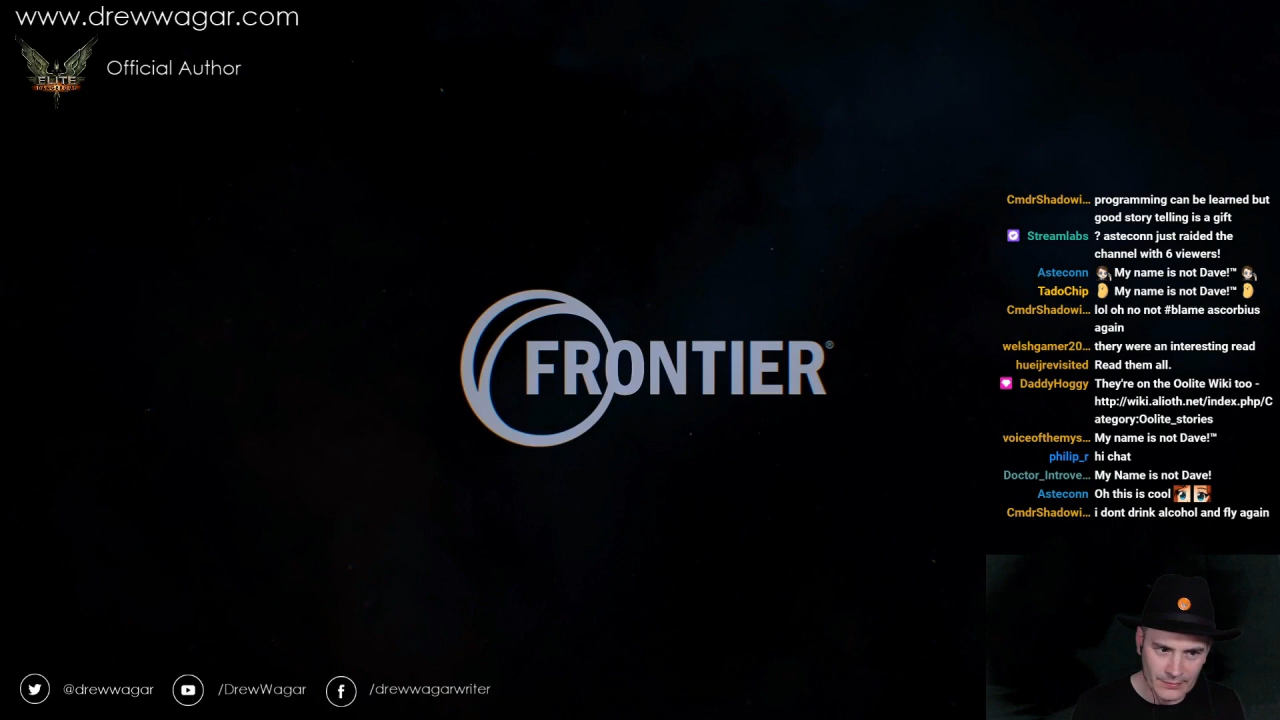 www.drewwagar.com
ELITE
DANGEROUS
Official Author
FRONTIER®
CmdrShadowi… programming can be learned but
good story telling is a gift
Streamlabs ? asteconn just raided the
channel with 6 viewers!
Asteconn My name is not Dave!™
TadoChip My name is not Dave!™
CmdrShadowi… lol oh no not #blame ascorbius
again
welshgamer20… thery were an interesting read
hueijrevisited Read them all.
DaddyHoggy They're on the Oolite Wiki too -
http://wiki.alioth.net/index.php/C
ategory:Oolite_stories
voiceofthemys… My name is not Dave!™
philip_r hi chat
Doctor_Introve… My Name is not Dave!
Asteconn Oh this is cool
CmdrShadowi… i dont drink alcohol and fly again
@drewwagar
/DrewWagar
/drewwagarwriter